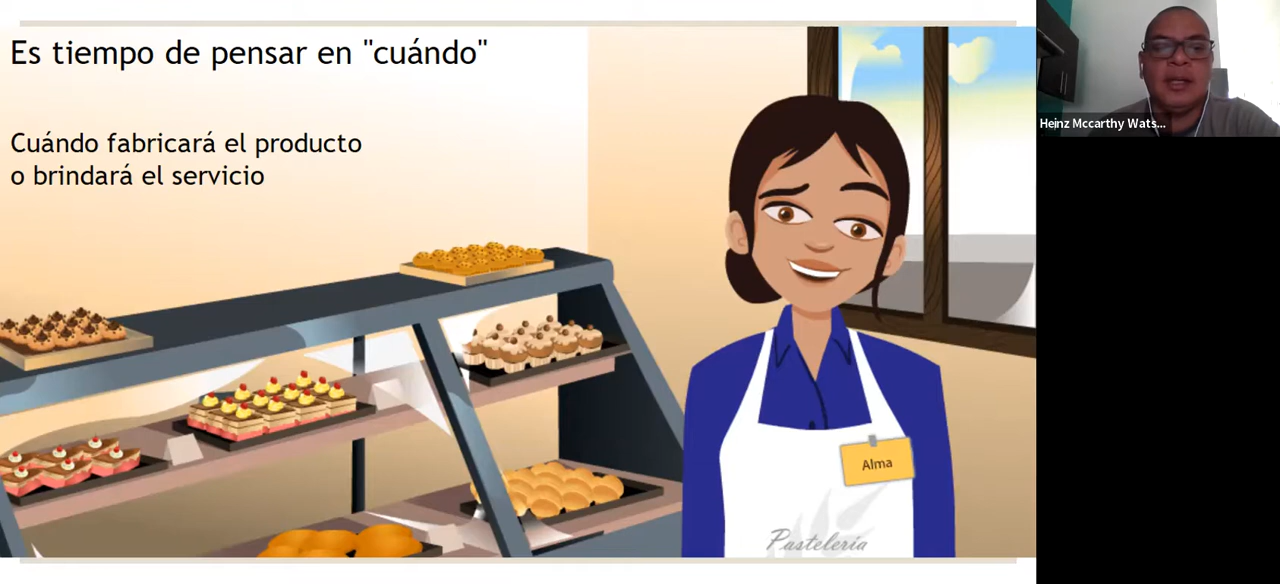 Es tiempo de pensar en "cuándo"
Cuándo fabricará el producto
o brindará el servicio
Alma
Pastelería
Heinz Mccarthy Wats...